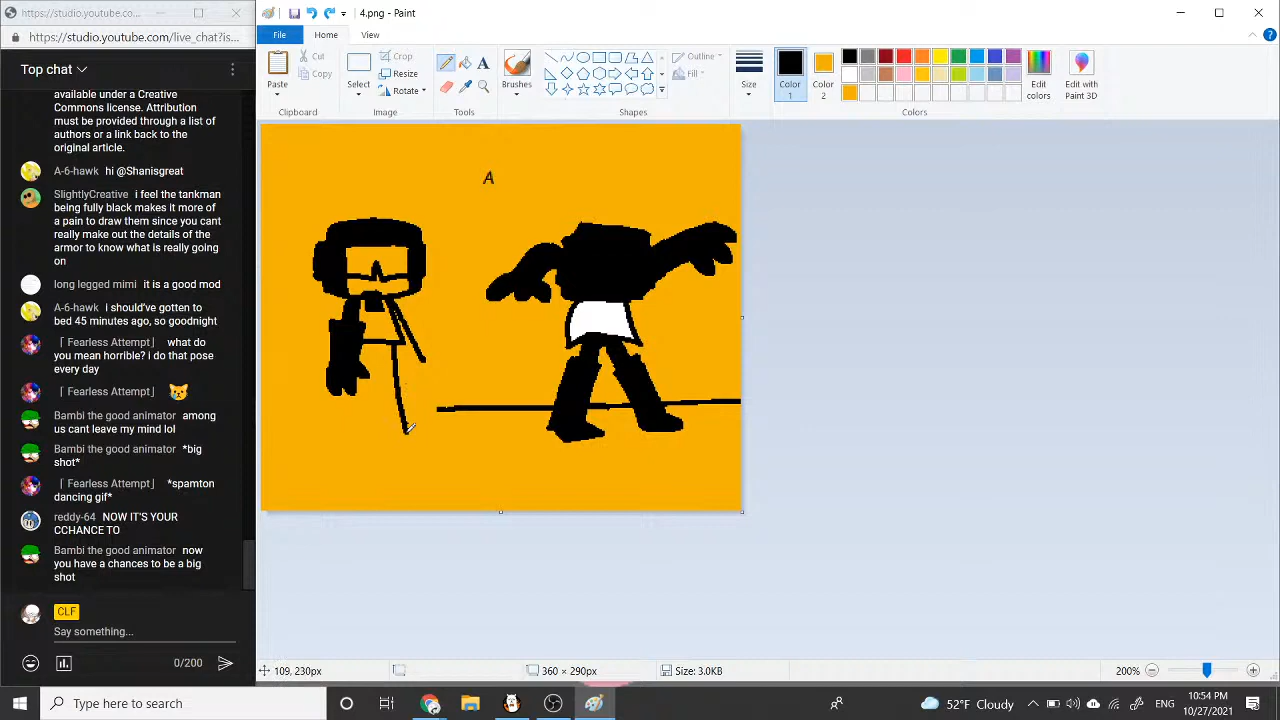 https://studio.youtube.com/...
https://studio.youtube.com/live_chat?is...
Top chat
available under a Creative
Commons license. Attribution
must be provided through a list of
authors or a link back to the
original article.
A-6-hawk hi @Shanisgreat
SlightlyCreative i feel the tankman
being fully black makes it more of
a pain to draw them since you cant
really make out the details of the
armor to know what is really going
on
long legged mimi it is a good mod
A-6-hawk i should've gotten to
bed 45 minutes ago, so goodnight
「 Fearless Attempt」 what do
you mean horrible? i do that pose
every day
「 Fearless Attempt」
Bambi the good animator among
us cant leave my mind lol
Bambi the good animator *big
shot*
「 Fearless Attempt」 *spamton
dancing gif*
reddy-64 NOW IT'S YOUR
CCHANCE TO
Bambi the good animator now
you have a chances to be a big
shot
CLF
Say something...
0/200
4.png - Paint
File Home View
Paste
Cut
Copy
Clipboard
Select
Crop
Resize
Rotate
Image
A
Tools
Brushes
Outline
Fill
Shapes
Size
Color
1
Color
2
Edit
colors
Edit with
Paint 3D
Colors
A
109, 230px
360 × 290px
Size: 3.0KB
200%
Type here to search
52°F Cloudy
ENG
10:54 PM
10/27/2021